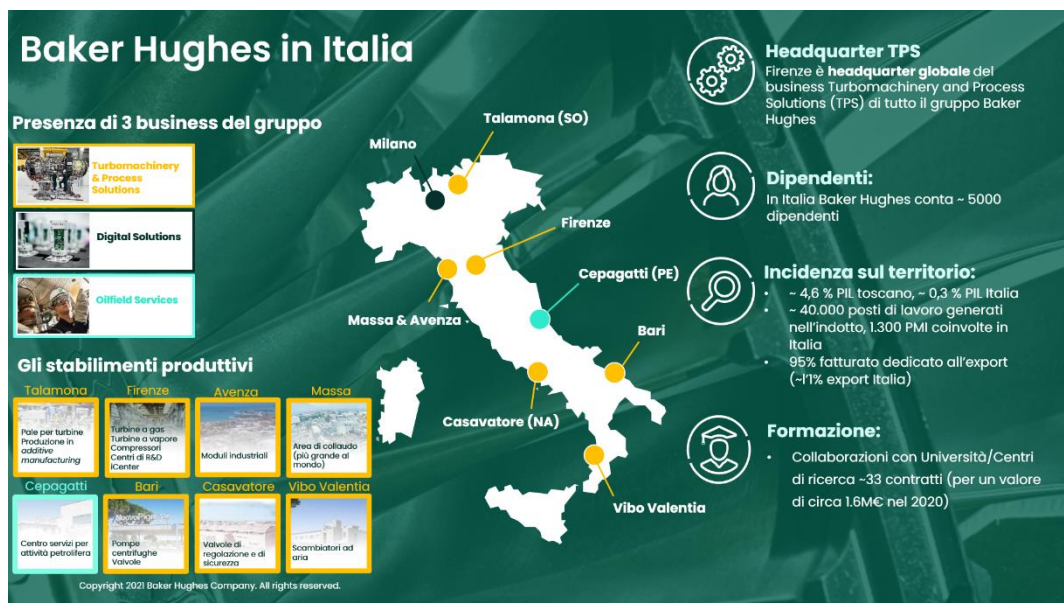 Baker Hughes in Italia
Presenza di 3 business del gruppo
Turbomachinery
& Process
Solutions
Digital Solutions
Oilfield Services
Gli stabilimenti produttivi
Talamona
Pale per turbine
Produzione in
additive
manufacturing
Firenze
Turbine a gas
Turbine a vapore
Compressori
Centri di R&D
iCenter
Avenza
Moduli industriali
Massa
Area di collaudo
(più grande al
mondo)
Cepagatti
Centro servizi per
attività petrolifera
Bari
Pompe
centrifughe
Valvole
Casavatore
Valvole di
regolazione e di
sicurezza
Vibo Valentia
Scambiatori ad
aria
Copyright 2021 Baker Hughes Company. All rights reserved.
Talamona (SO)
Milano
Firenze
Cepagatti (PE)
Massa & Avenza
Bari
Casavatore (NA)
Vibo Valentia
Headquarter TPS
Firenze è headquarter globale del
business Turbomachinery and Process
Solutions (TPS) di tutto il gruppo Baker
Hughes
Dipendenti:
In Italia Baker Hughes conta ~ 5000
dipendenti
Incidenza sul territorio:
• ~ 4,6 % PIL toscano, ~ 0,3 % PIL Italia
• ~ 40.000 posti di lavoro generati
nell'indotto, 1.300 PMI coinvolte in
Italia
• 95% fatturato dedicato all'export
(~l'1% export Italia)
Formazione:
• Collaborazioni con Università/Centri
di ricerca ~33 contratti (per un valore
di circa 1.6M€ nel 2020)